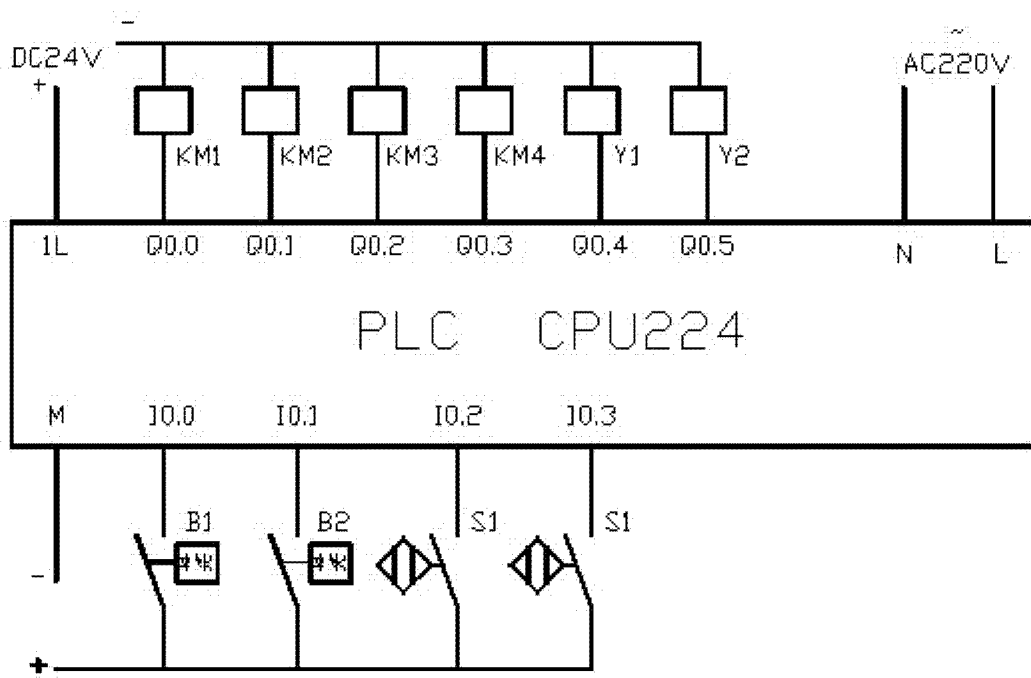 −
DC24V
+
~
AC220V
KM1 KM2 KM3 KM4 Y1 Y2
1L Q0.0 Q0.1 Q0.2 Q0.3 Q0.4 Q0.5 N L
PLC CPU224
M I0.0 I0.1 I0.2 I0.3
B1 B2 S1 S1
−
+